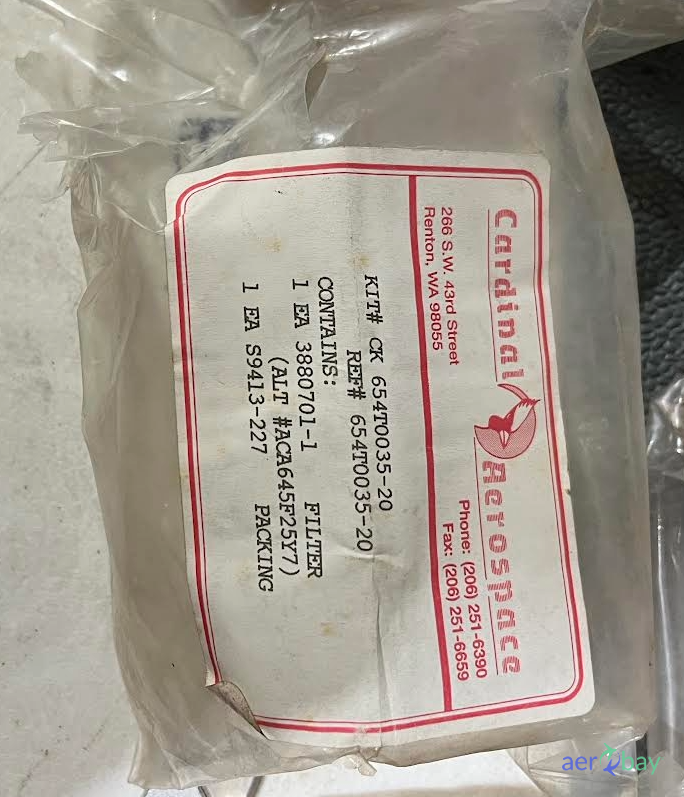 Cardinal Aerospace
266 S.W. 43rd Street
Renton, WA 98055
Phone: (206) 251-6390
Fax: (206) 251-6659
KIT# CK 654T0035-20
REF# 654T0035-20
CONTAINS:
1 EA 3880701-1 FILTER
(ALT #ACA645F25Y7)
1 EA S9413-227 PACKING
aerobay